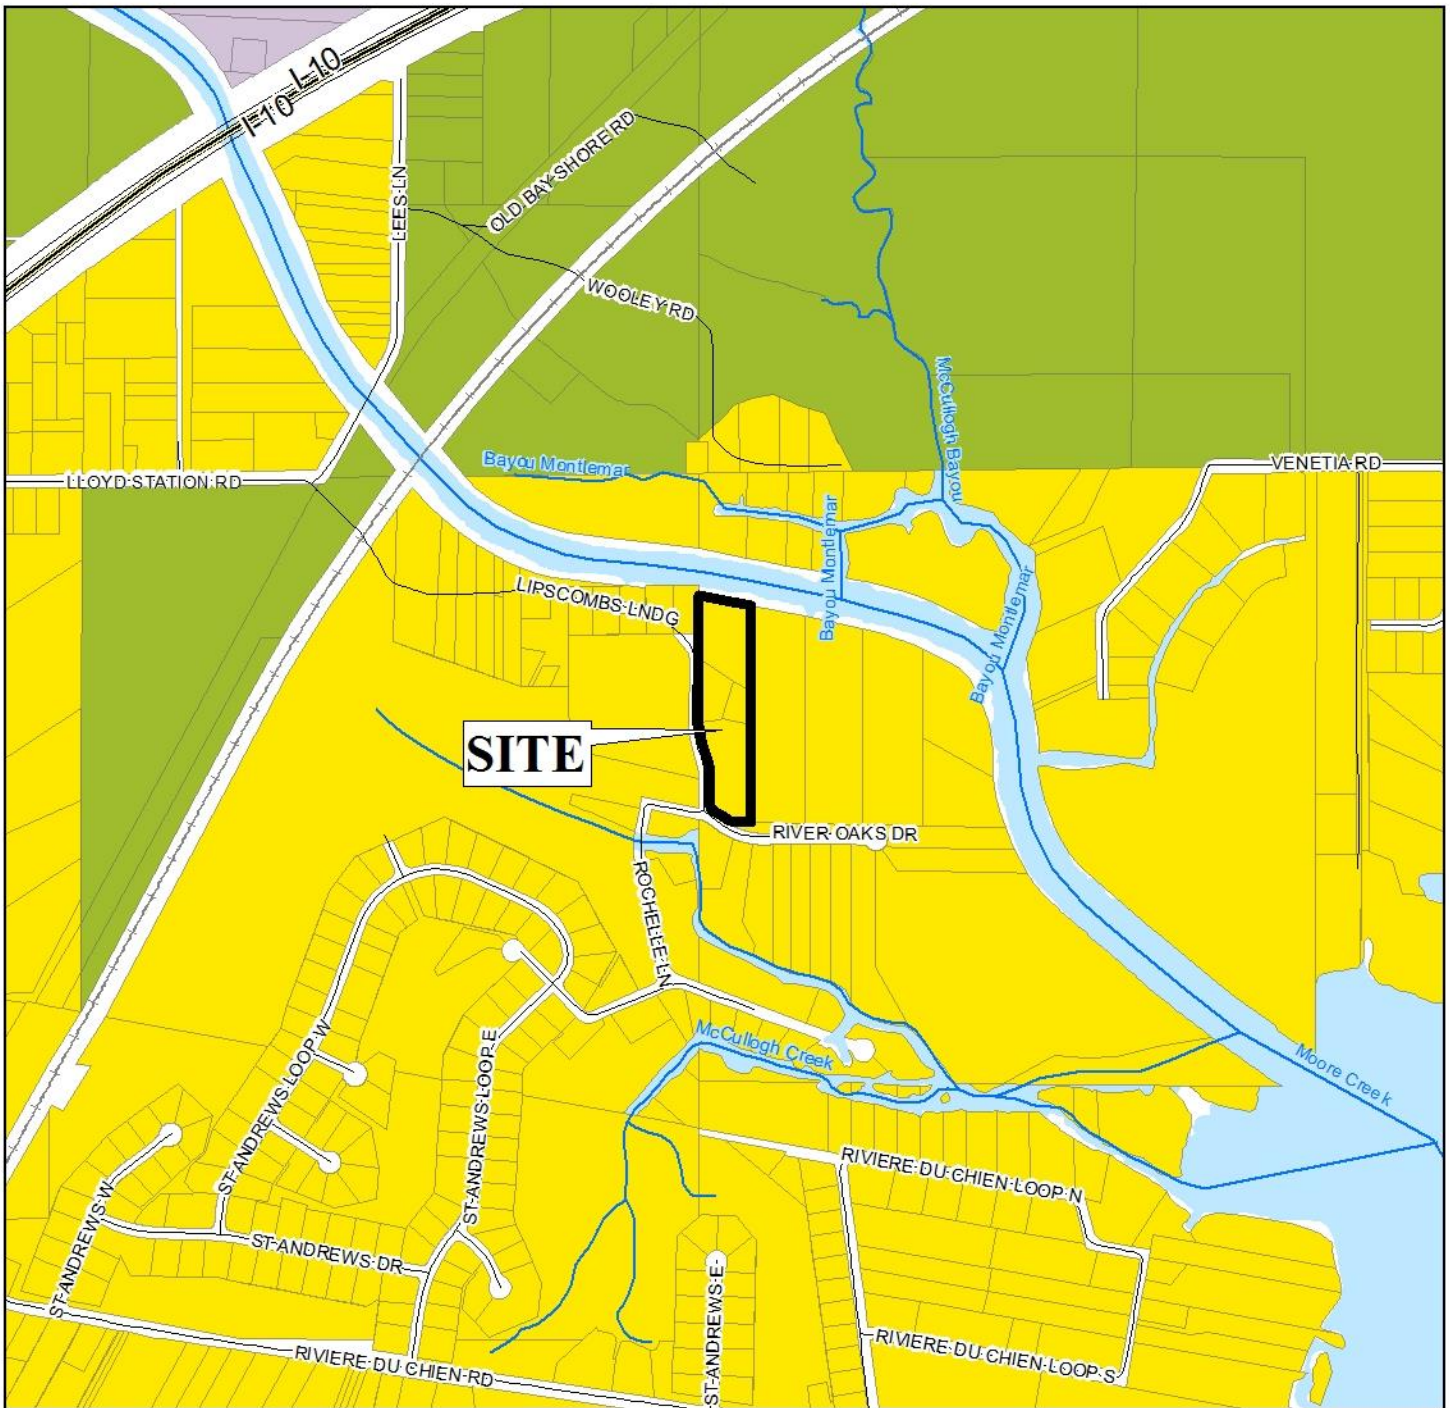 I-10
I-10
LEES LN
OLD BAY SHORE RD
WOOLEY RD
McCullogh Bayou
Bayou Montlemar
VENETIA RD
LLOYD STATION RD
Bayou Montlemar
LIPSCOMBS LNDG
Bayou Montlemar
SITE
RIVER OAKS DR
ROCHELLE LN
McCullogh Creek
Moore Creek
ST ANDREWS LOOP W
ST ANDREWS LOOP E
RIVIERE DU CHIEN LOOP N
ST ANDREWS W
ST ANDREWS DR
ST ANDREWS E
RIVIERE DU CHIEN LOOP S
RIVIERE DU CHIEN RD